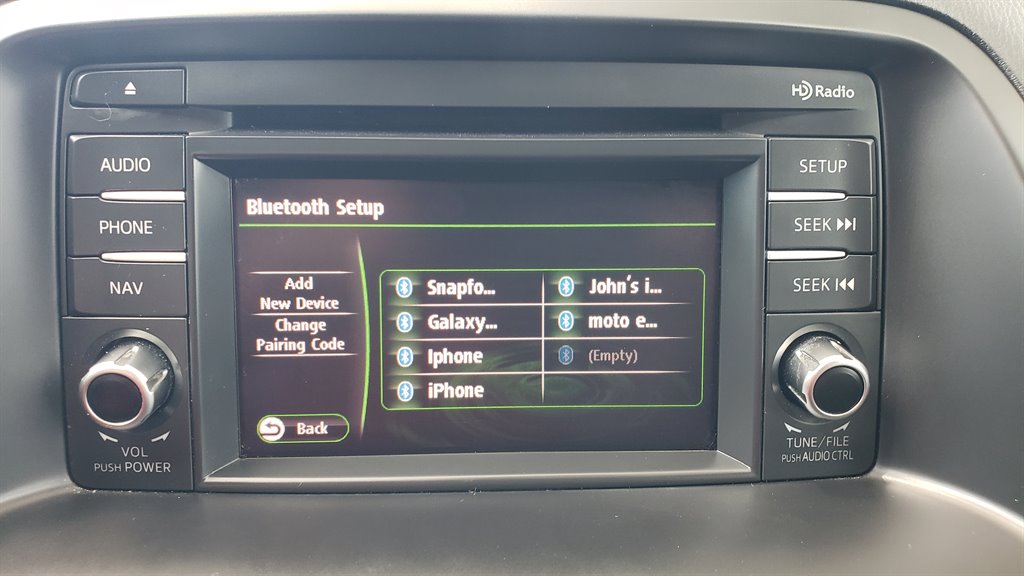 HD Radio
AUDIO
PHONE
NAV
VOL
PUSH POWER
Bluetooth Setup
Add
New Device
Change
Pairing Code
Back
Snapfo...
John's i...
Galaxy...
moto e...
Iphone
(Empty)
iPhone
SETUP
SEEK
SEEK
TUNE/FILE
PUSH AUDIO CTRL